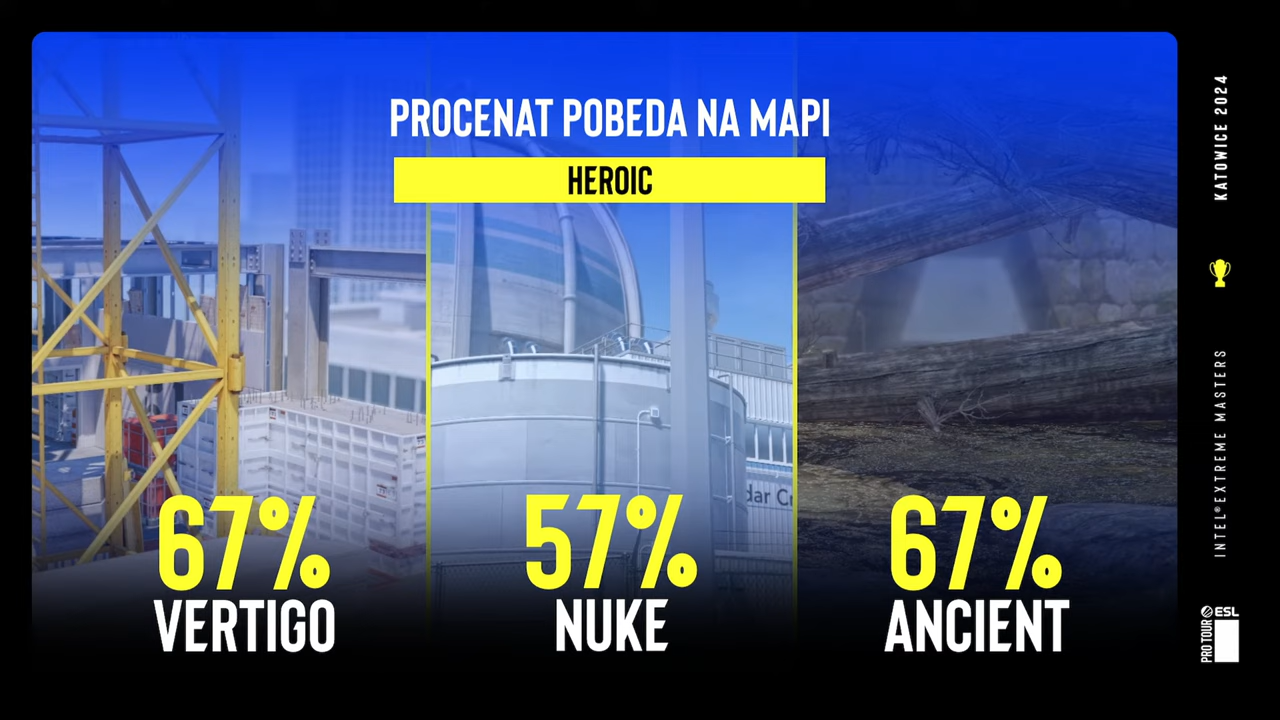 PROCENAT POBEDA NA MAPI
HEROIC
67%
VERTIGO
57%
NUKE
67%
ANCIENT
dar C
KATOWICE 2024
INTEL® EXTREME MASTERS
ESL
PRO TOUR